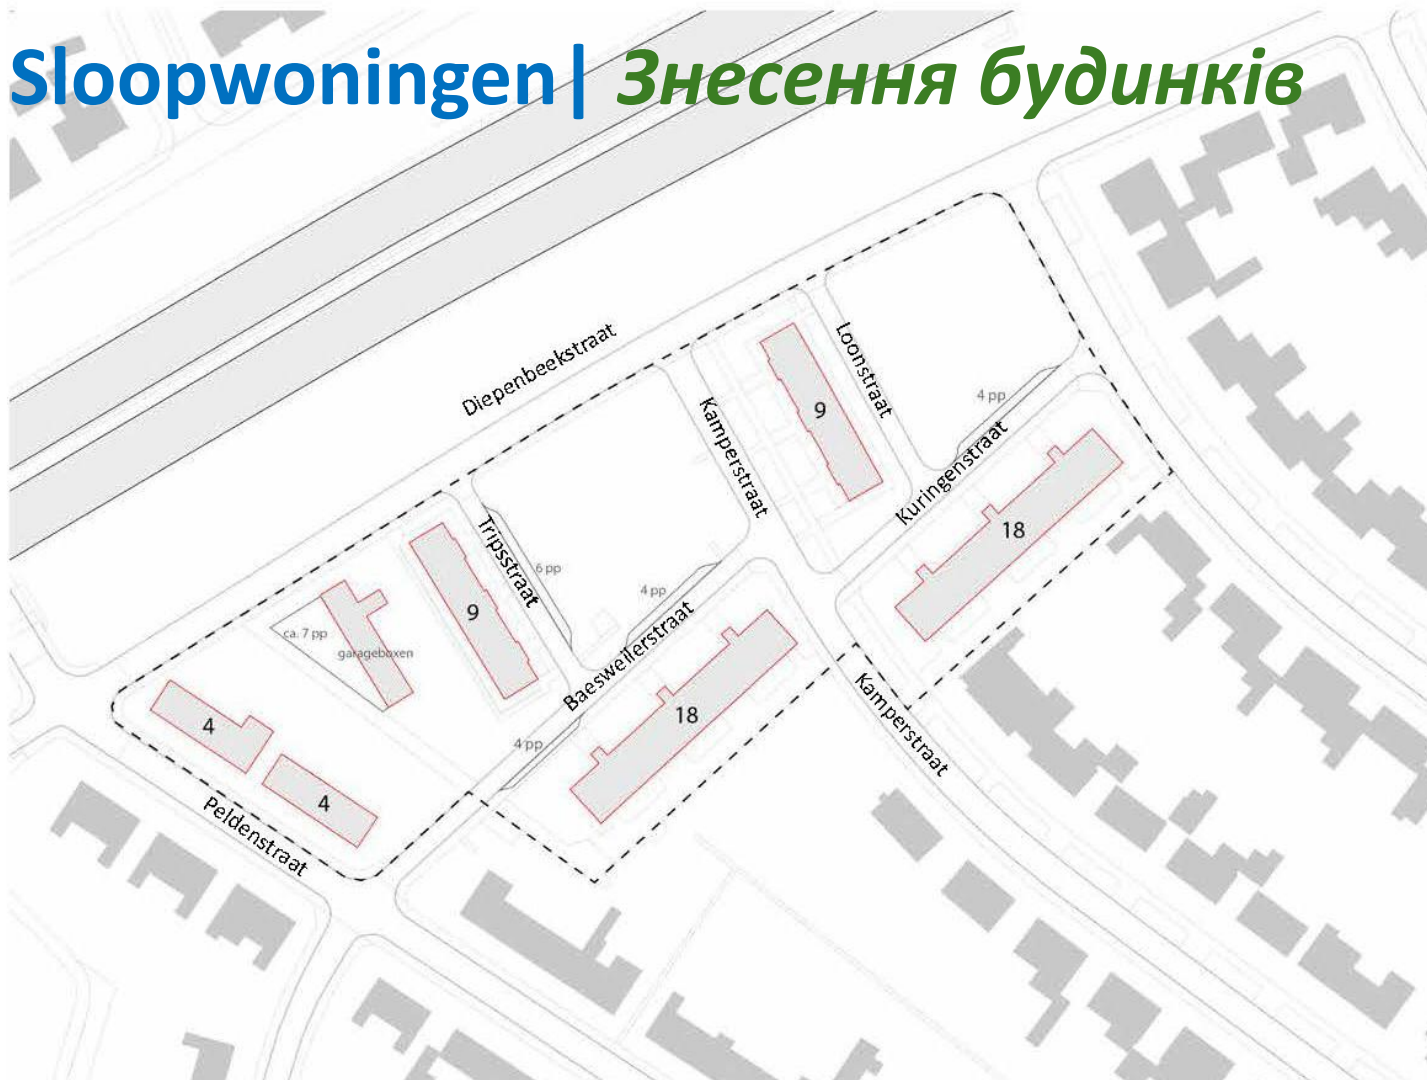 Sloopwoningen| Знесення будинків
Diepenbeekstraat
Loonstraat
4 pp
9
Kamperstraat
Kuringenstraat
18
Tripsstraat
6 pp
4 pp
9
ca. 7 pp
garageboxen
Baesweilerstraat
4
18
Kamperstraat
4 pp
4
Peldenstraat